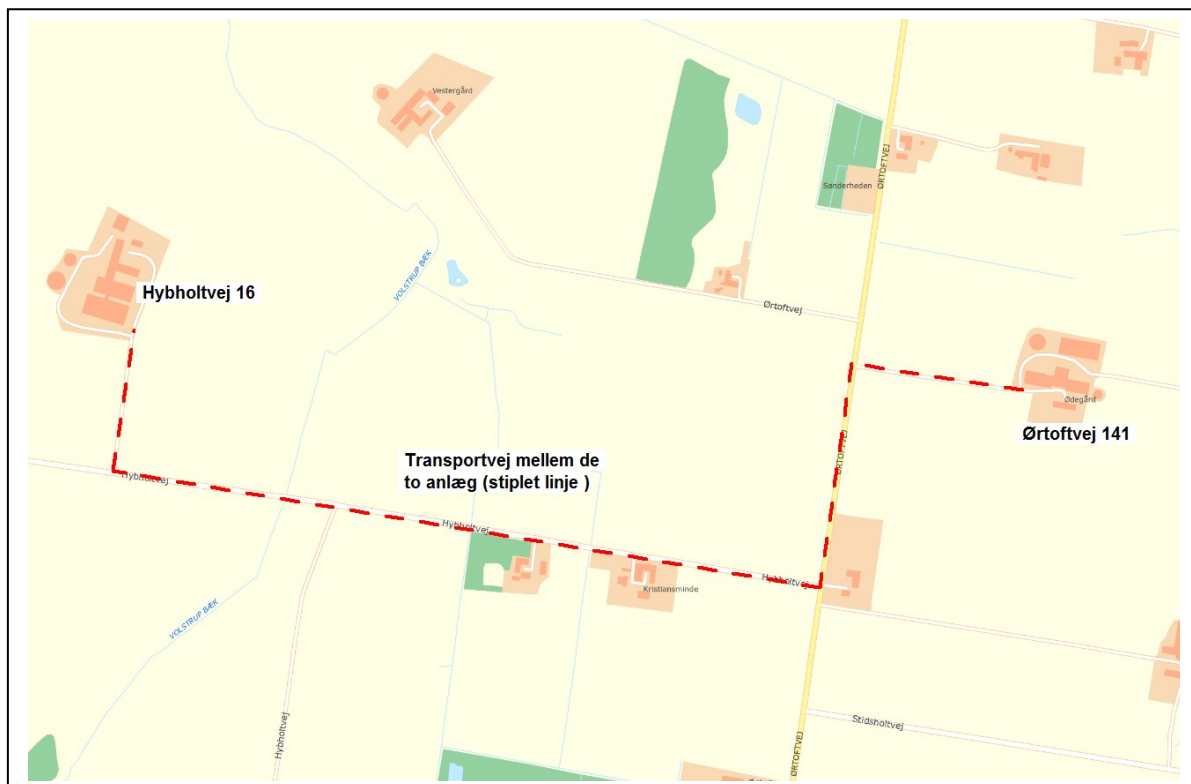 Vestergård
Sønderheden
ØRTOFTVEJ
VOLSTRUP BÆK
Hybholtvej 16
Ørtoftvej
Ødegård
Ørtoftvej 141
ØRTOFTVEJ
Transportvej mellem de
to anlæg (stiplet linje )
Hybholtvej
Hybholtvej
Hybholtvej
Kristiansminde
VOLSTRUP BÆK
Hybholtvej
Stidsholtvej
ØRTOFTVEJ